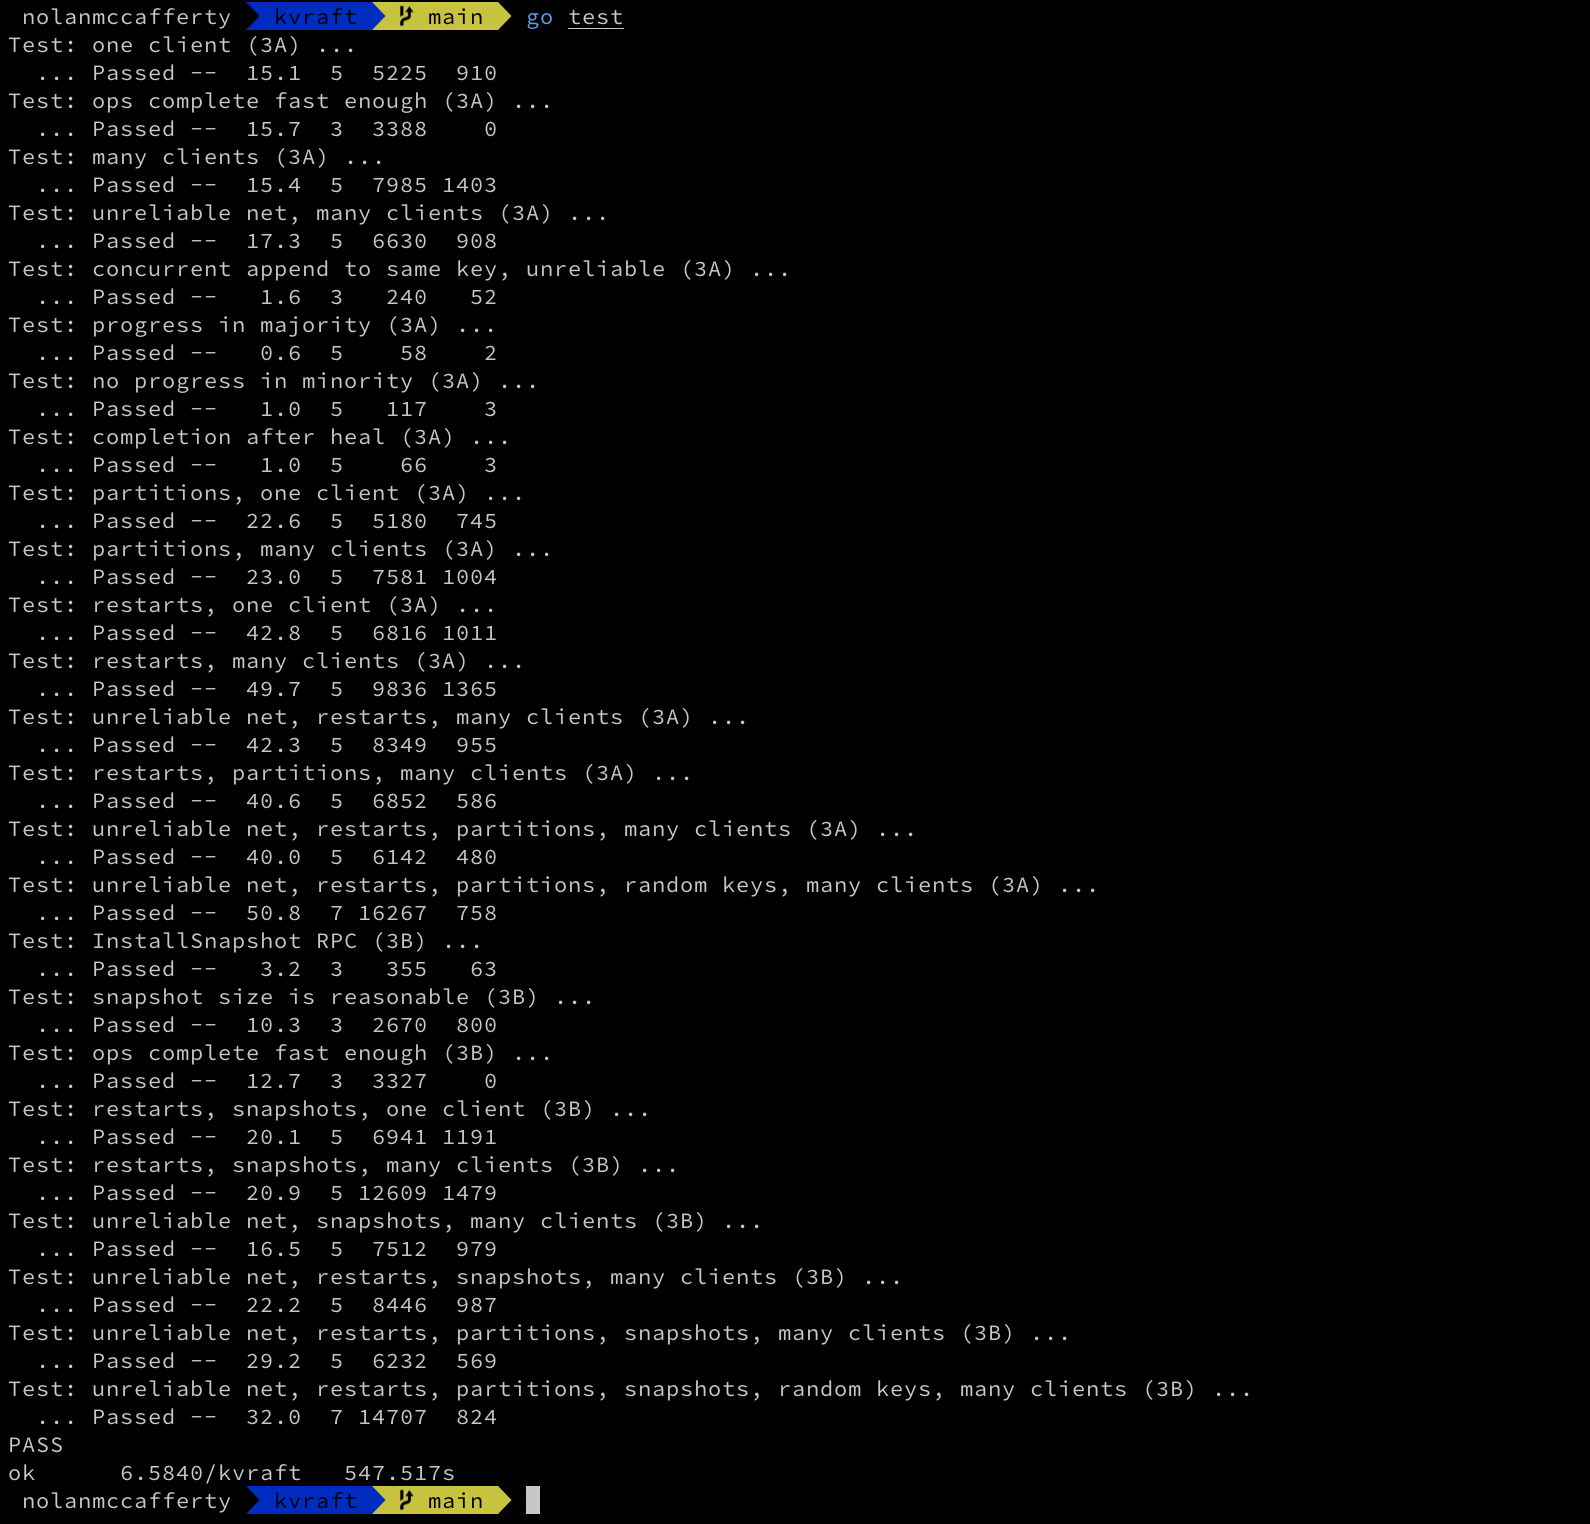 nolanmccafferty kvraft main go test
Test: one client (3A) ...
... Passed -- 15.1 5 5225 910
Test: ops complete fast enough (3A) ...
... Passed -- 15.7 3 3388 0
Test: many clients (3A) ...
... Passed -- 15.4 5 7985 1403
Test: unreliable net, many clients (3A) ...
... Passed -- 17.3 5 6630 908
Test: concurrent append to same key, unreliable (3A) ...
... Passed -- 1.6 3 240 52
Test: progress in majority (3A) ...
... Passed -- 0.6 5 58 2
Test: no progress in minority (3A) ...
... Passed -- 1.0 5 117 3
Test: completion after heal (3A) ...
... Passed -- 1.0 5 66 3
Test: partitions, one client (3A) ...
... Passed -- 22.6 5 5180 745
Test: partitions, many clients (3A) ...
... Passed -- 23.0 5 7581 1004
Test: restarts, one client (3A) ...
... Passed -- 42.8 5 6816 1011
Test: restarts, many clients (3A) ...
... Passed -- 49.7 5 9836 1365
Test: unreliable net, restarts, many clients (3A) ...
... Passed -- 42.3 5 8349 955
Test: restarts, partitions, many clients (3A) ...
... Passed -- 40.6 5 6852 586
Test: unreliable net, restarts, partitions, many clients (3A) ...
... Passed -- 40.0 5 6142 480
Test: unreliable net, restarts, partitions, random keys, many clients (3A) ...
... Passed -- 50.8 7 16267 758
Test: InstallSnapshot RPC (3B) ...
... Passed -- 3.2 3 355 63
Test: snapshot size is reasonable (3B) ...
... Passed -- 10.3 3 2670 800
Test: ops complete fast enough (3B) ...
... Passed -- 12.7 3 3327 0
Test: restarts, snapshots, one client (3B) ...
... Passed -- 20.1 5 6941 1191
Test: restarts, snapshots, many clients (3B) ...
... Passed -- 20.9 5 12609 1479
Test: unreliable net, snapshots, many clients (3B) ...
... Passed -- 16.5 5 7512 979
Test: unreliable net, restarts, snapshots, many clients (3B) ...
... Passed -- 22.2 5 8446 987
Test: unreliable net, restarts, partitions, snapshots, many clients (3B) ...
... Passed -- 29.2 5 6232 569
Test: unreliable net, restarts, partitions, snapshots, random keys, many clients (3B) ...
... Passed -- 32.0 7 14707 824
PASS
ok 6.5840/kvraft 547.517s
nolanmccafferty kvraft main